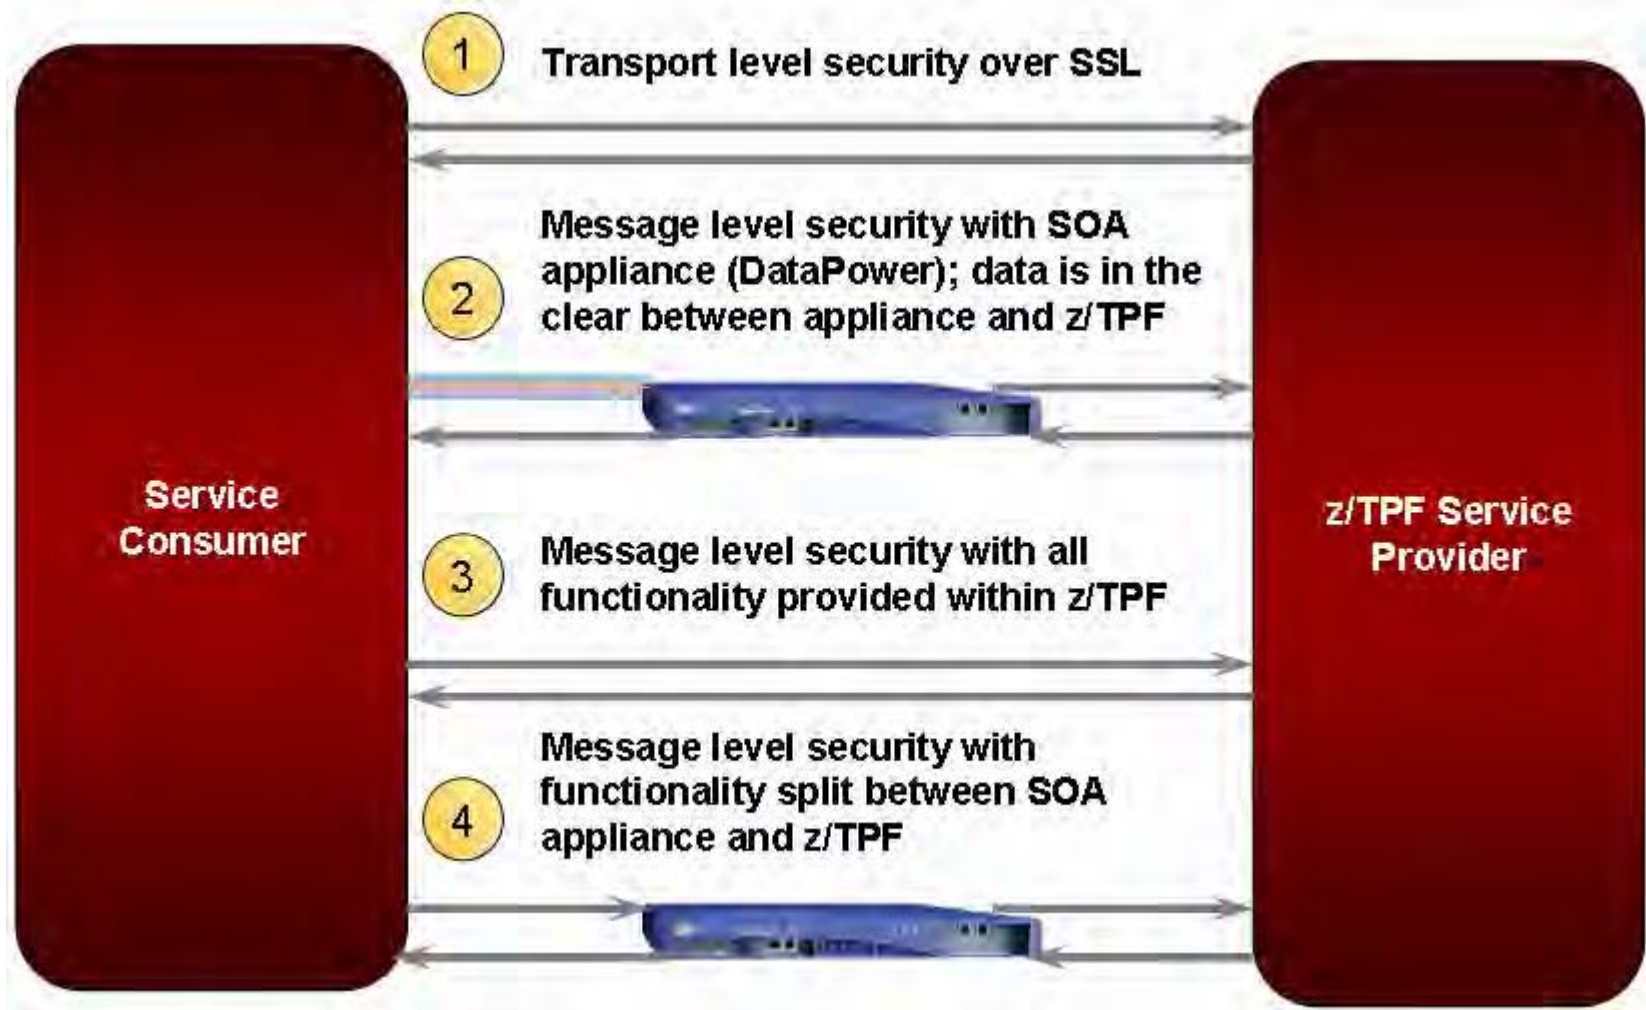 1
Transport level security over SSL
Message level security with SOA
appliance (DataPower); data is in the
clear between appliance and z/TPF
2
Service
Consumer
3
Message level security with all
functionality provided within z/TPF
z/TPF Service
Provider
Message level security with
functionality split between SOA
appliance and z/TPF
4